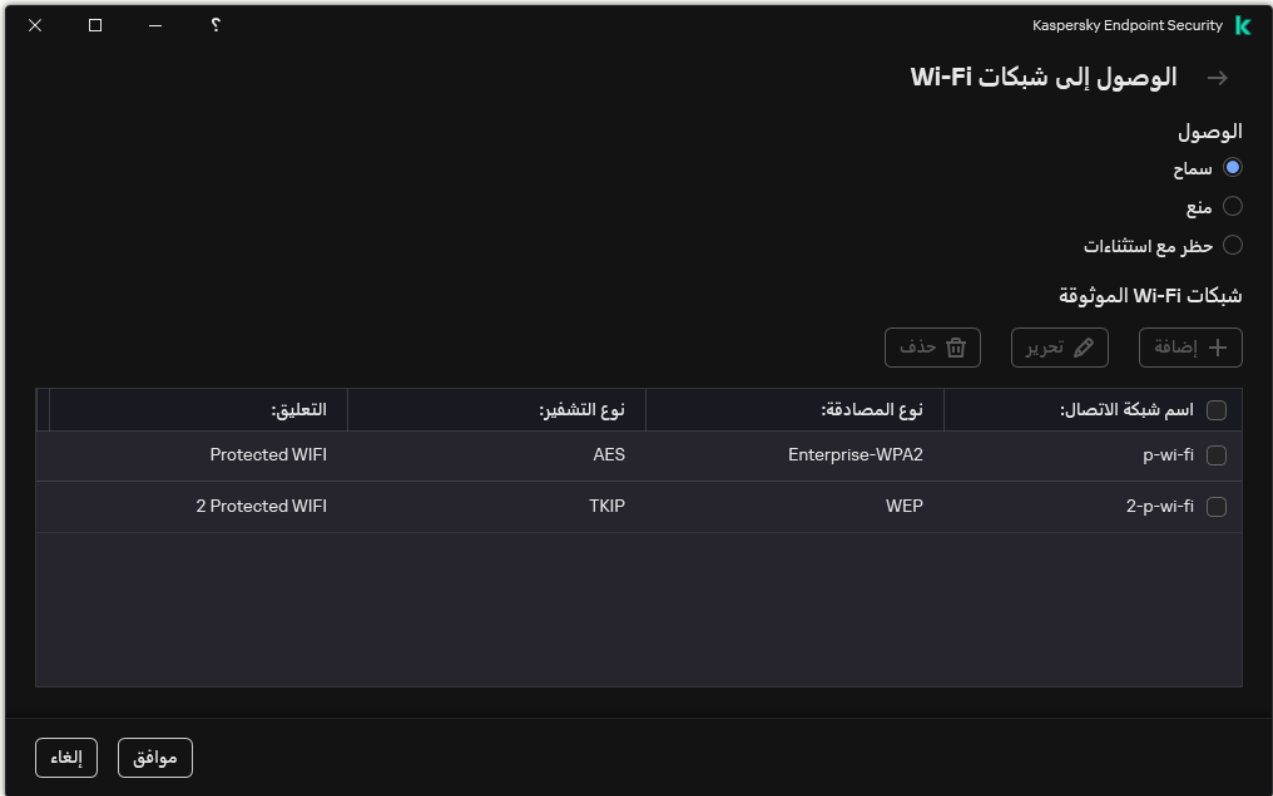 Kaspersky Endpoint Security ؟
الوصول إلى شبكات Wi-Fi
الوصول
سماح
منع
حظر مع استثناءات
شبكات Wi-Fi الموثوقة
إضافة تحرير حذف
اسم شبكة الاتصال: نوع المصادقة: نوع التشفير: التعليق:
p-wi-fi Enterprise-WPA2 AES Protected WIFI
2-p-wi-fi WEP TKIP 2 Protected WIFI
موافق إلغاء